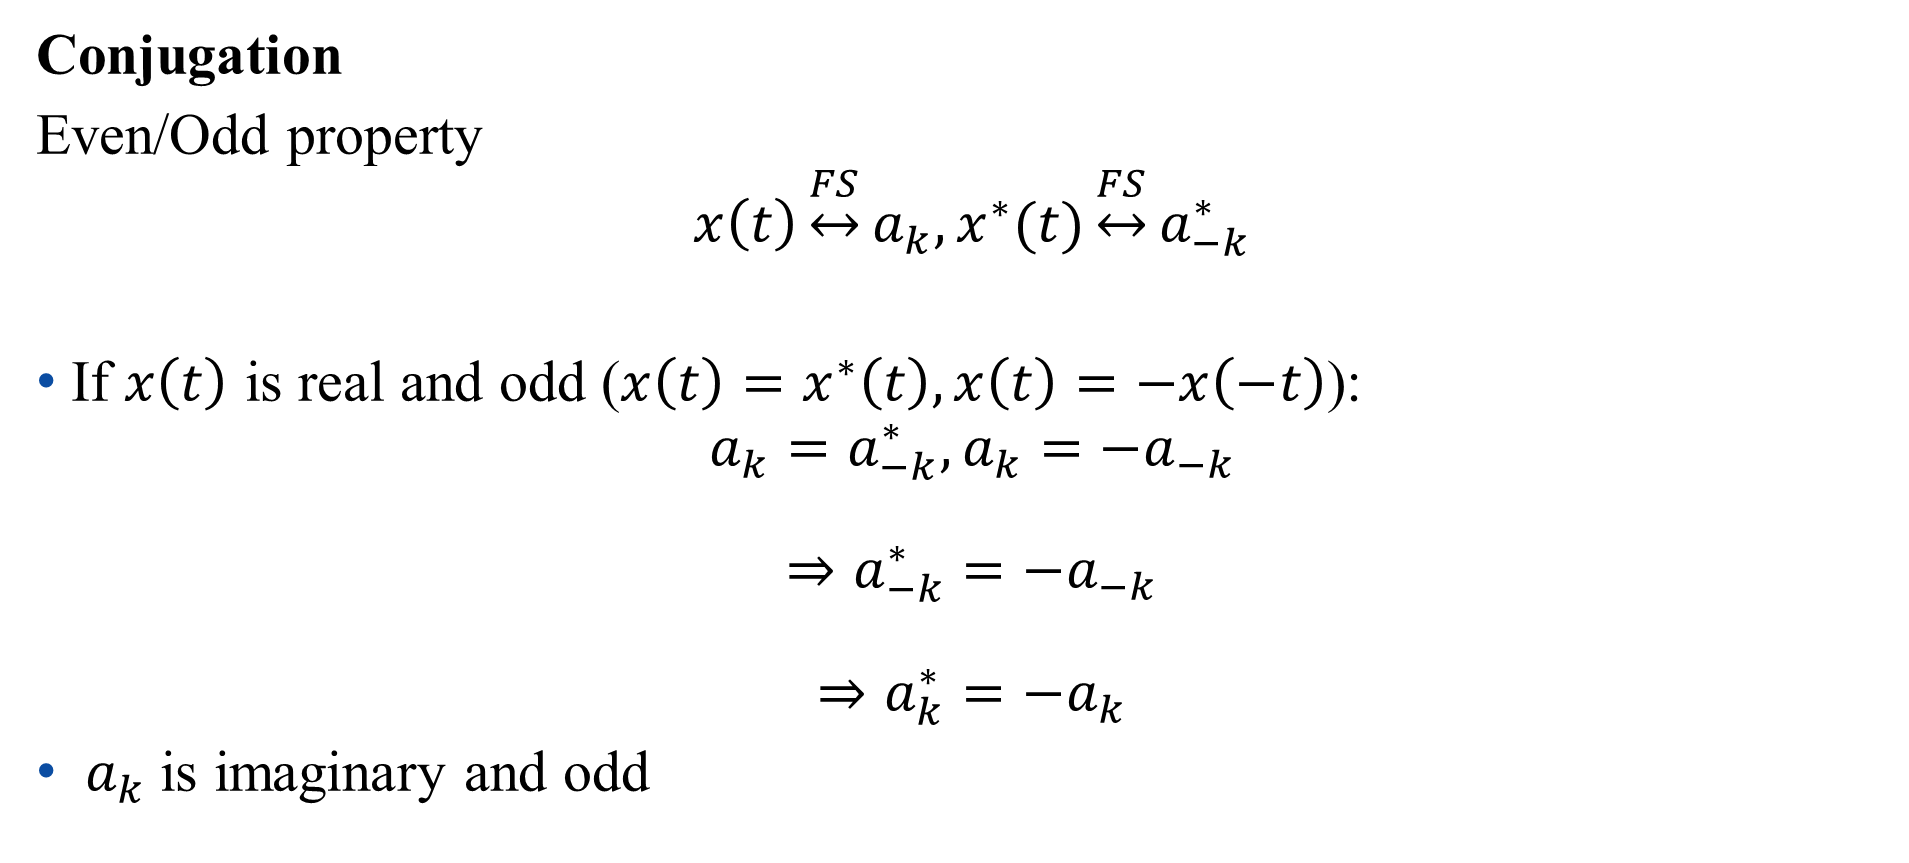 Conjugation
Even/Odd property
x(t) FS↔ a_k, x*(t) FS↔ a*_{−k}
• If x(t) is real and odd (x(t) = x*(t), x(t) = −x(−t)):
a_k = a*_{−k}, a_k = −a_{−k}
⇒ a*_{−k} = −a_{−k}
⇒ a*_k = −a_k
• a_k is imaginary and odd